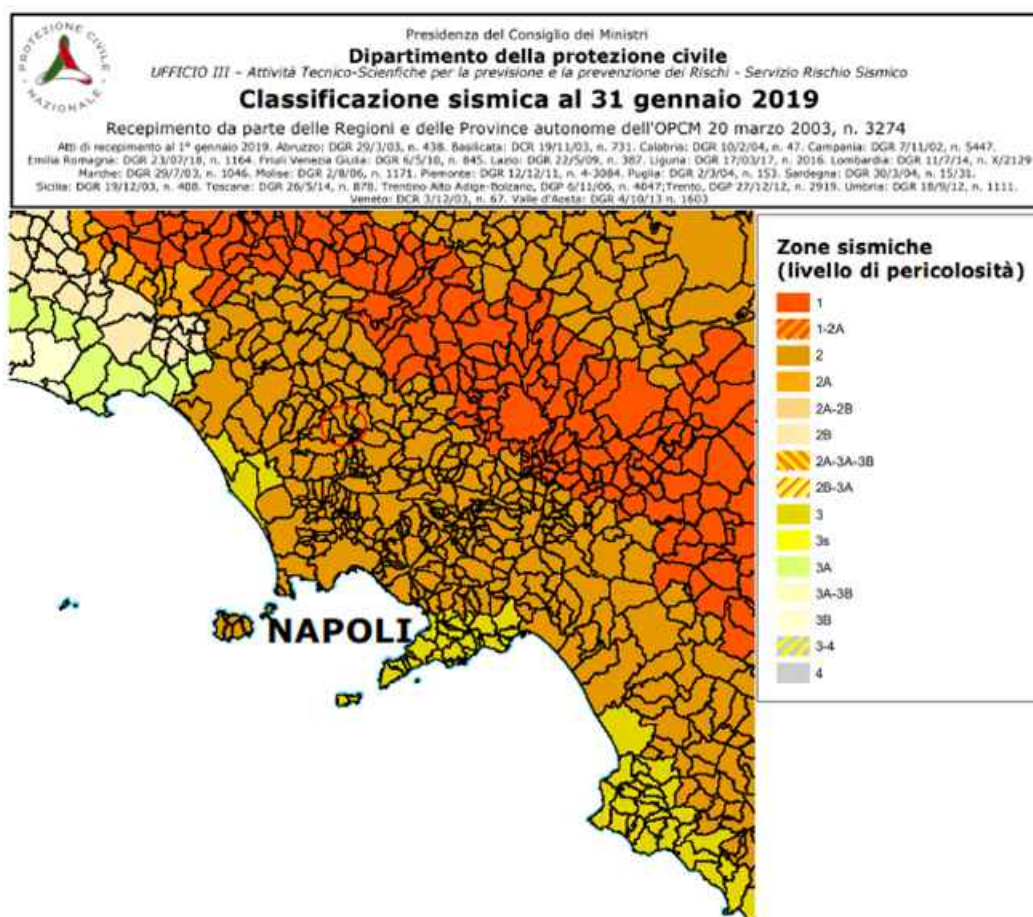 PROTEZIONE CIVILE
NAZIONALE
Presidenza del Consiglio dei Ministri
Dipartimento della protezione civile
UFFICIO III - Attività Tecnico-Scienfiche per la previsione e la prevenzione dei Rischi - Servizio Rischio Sismico
Classificazione sismica al 31 gennaio 2019
Recepimento da parte delle Regioni e delle Province autonome dell'OPCM 20 marzo 2003, n. 3274
Atti di recepimento al 1° gennaio 2019. Abruzzo: DGR 29/3/03, n. 438. Basilicata: DCR 19/11/03, n. 731. Calabria: DGR 10/2/04, n. 47. Campania: DGR 7/11/02, n. 5447.
Emilia Romagna: DGR 23/07/18, n. 1164. Friuli Venezia Giulia: DGR 6/5/10, n. 845. Lazio: DGR 22/5/09, n. 387. Liguria: DGR 17/03/17, n. 2016. Lombardia: DGR 11/7/14, n. X/2129
Marche: DGR 29/7/03, n. 1046. Molise: DGR 2/8/06, n. 1171. Piemonte: DGR 12/12/11, n. 4-3084. Puglia: DGR 2/3/04, n. 153. Sardegna: DGR 30/3/04, n. 15/31.
Sicilia: DGR 19/12/03, n. 408. Toscana: DGR 26/5/14, n. 878. Trentino Alto Adige-Bolzano, DGP 6/11/06, n. 4047; Trento, DGP 27/12/12, n. 2919. Umbria: DGR 18/9/12, n. 1111.
Veneto: DCR 3/12/03, n. 67. Valle d'Aosta: DGR 4/10/13 n. 1603
Zone sismiche
(livello di pericolosità)
1
1-2A
2
2A
2A-2B
2B
2A-3A-3B
2B-3A
3
3s
3A
3A-3B
3B
3-4
4
NAPOLI